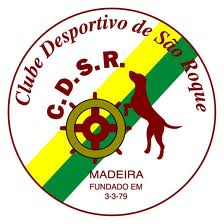 Clube Desportivo de São Roque
C.D.S.R.
MADEIRA
FUNDADO EM
3-3-79